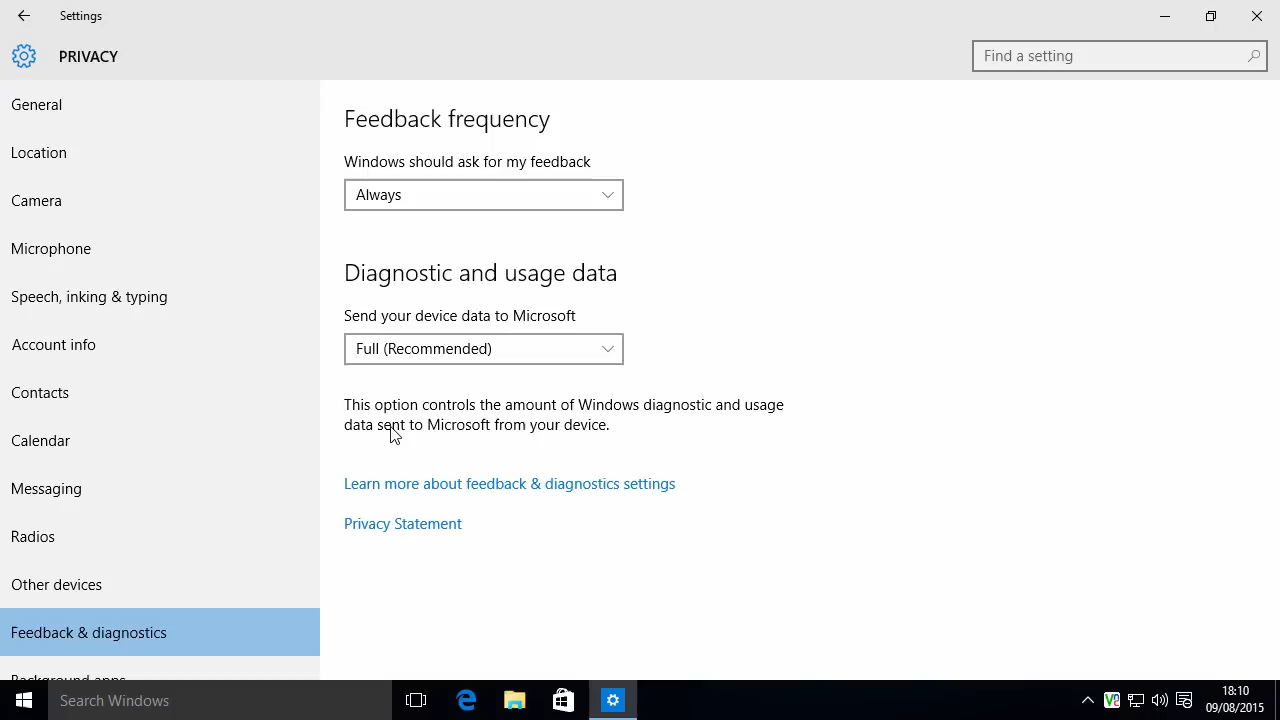 Settings
PRIVACY
Find a setting
General
Location
Camera
Microphone
Speech, inking & typing
Account info
Contacts
Calendar
Messaging
Radios
Other devices
Feedback & diagnostics
Background apps
Feedback frequency
Windows should ask for my feedback
Always
Diagnostic and usage data
Send your device data to Microsoft
Full (Recommended)
This option controls the amount of Windows diagnostic and usage
data sent to Microsoft from your device.
Learn more about feedback & diagnostics settings
Privacy Statement
Search Windows
18:10
09/08/2015